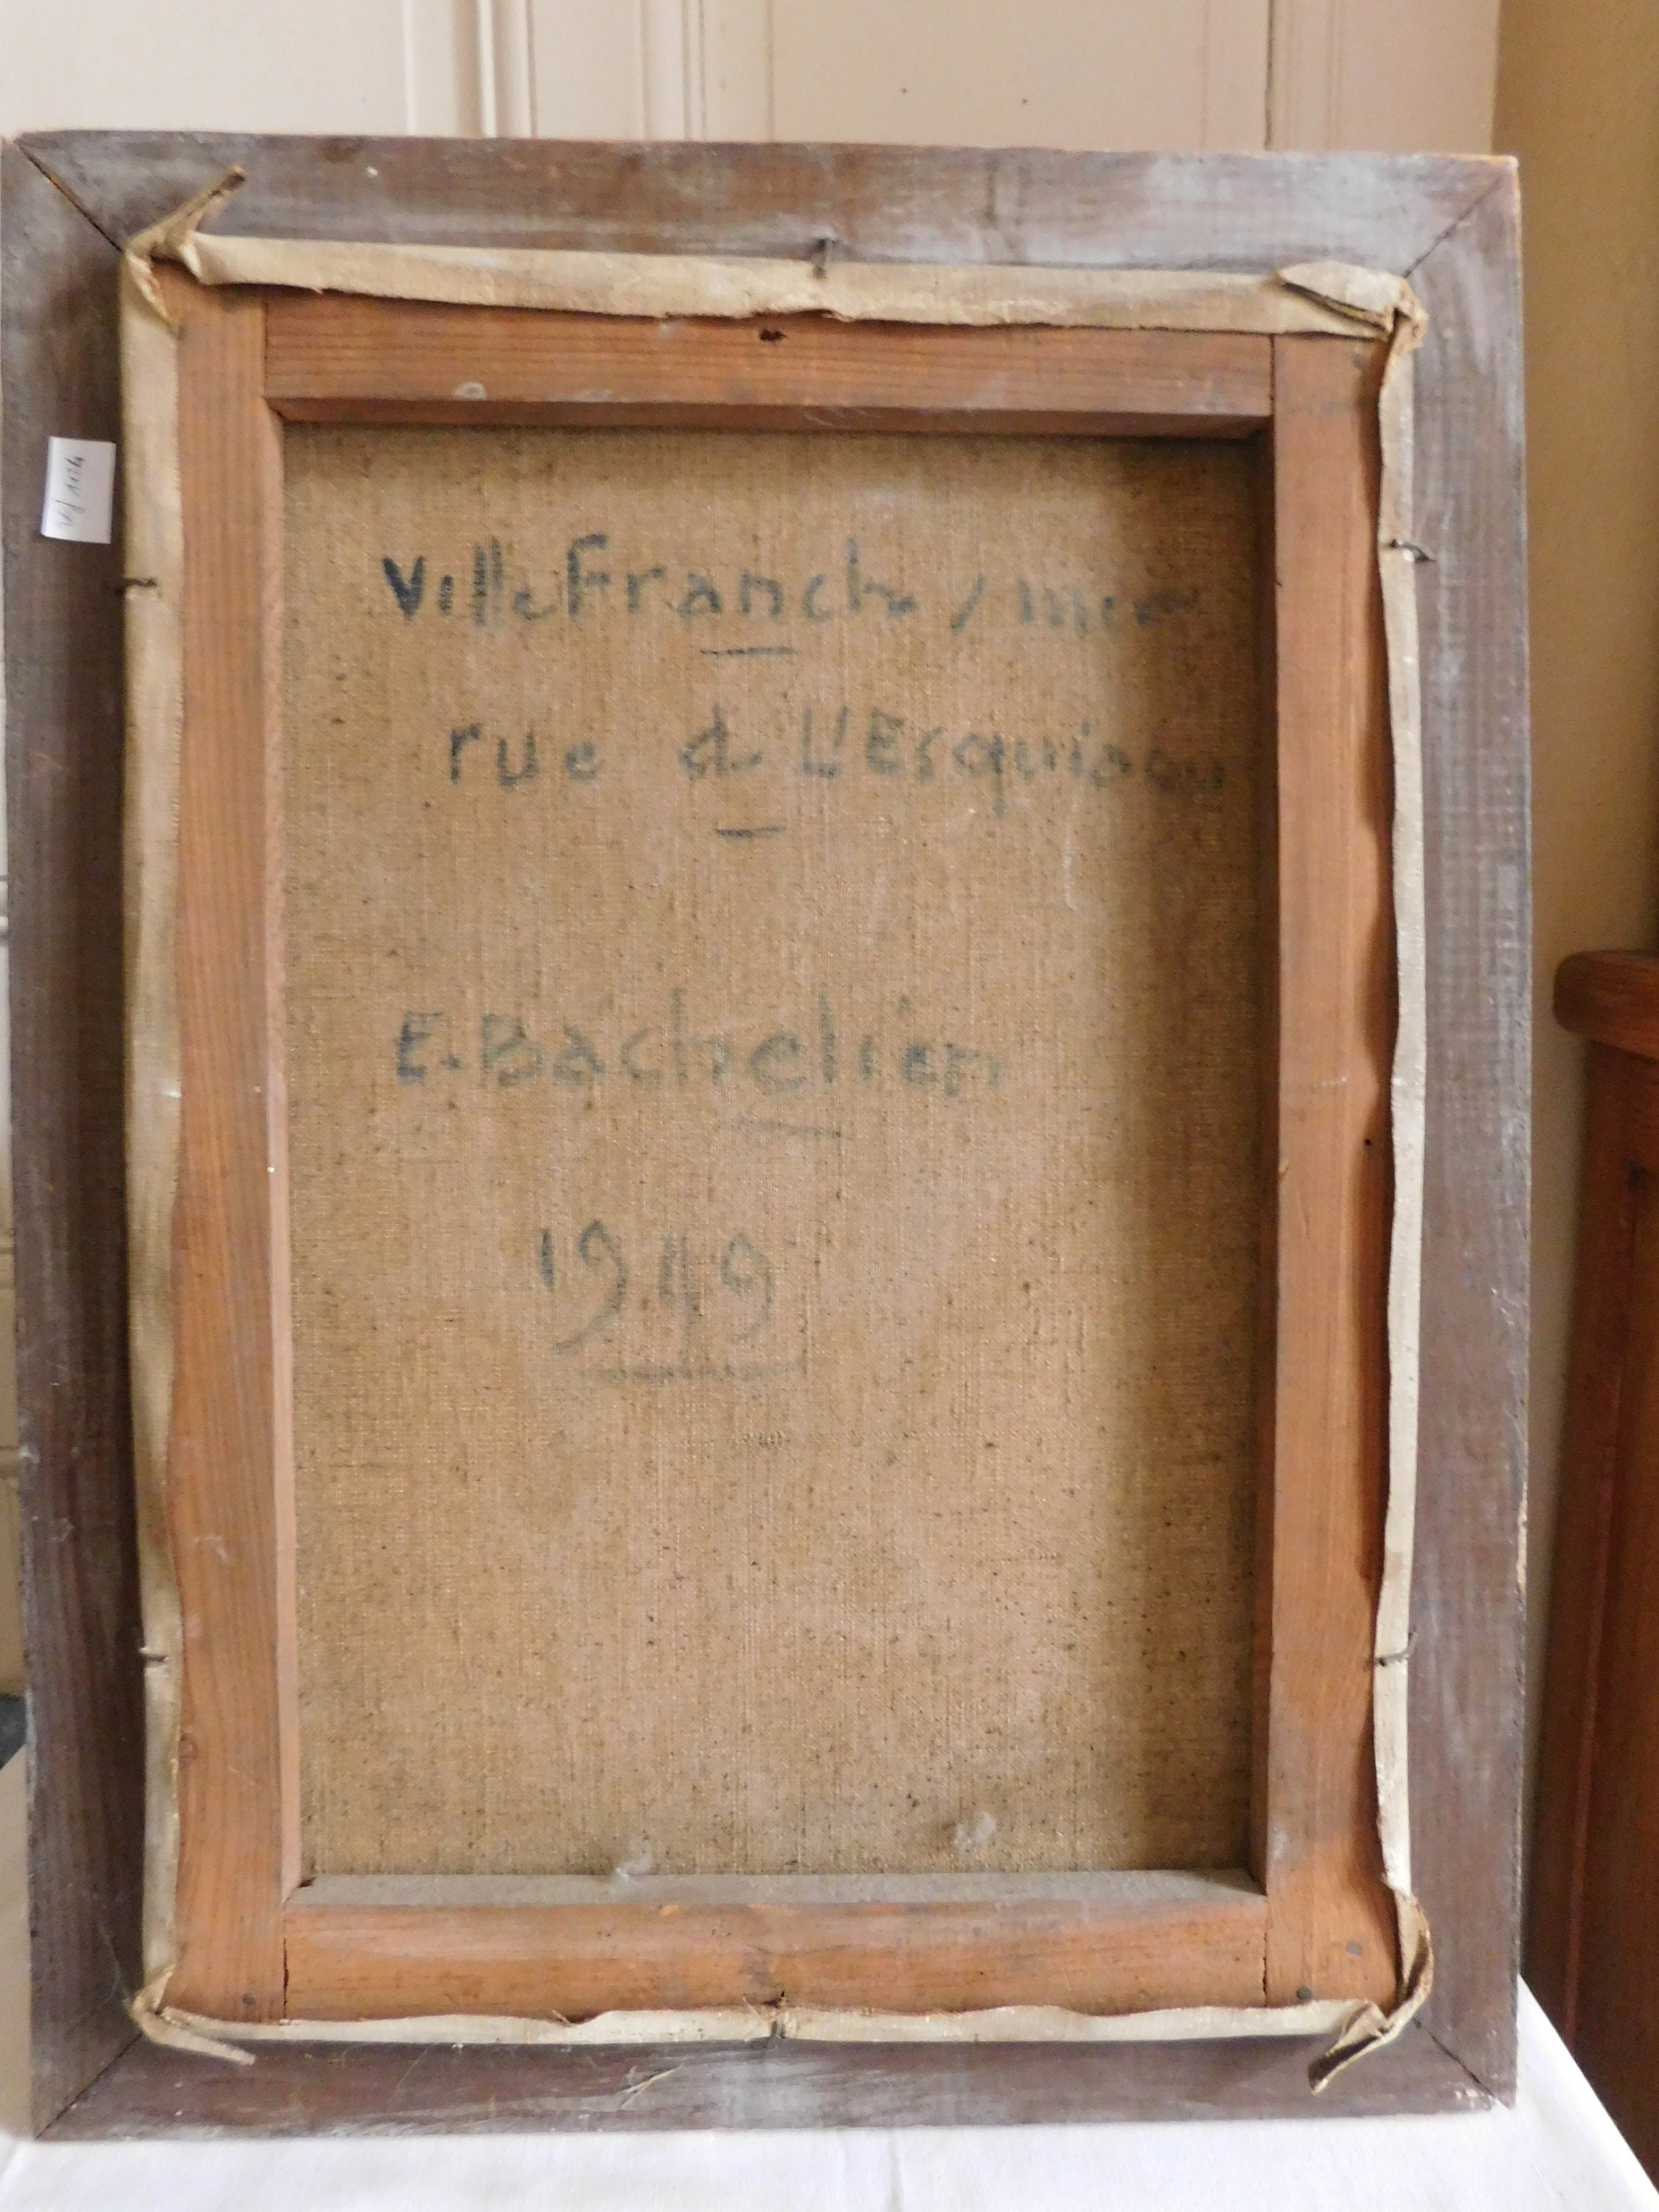 VilleFranche / mer
rue de L'Esquiaou
E. Bachelier
1949